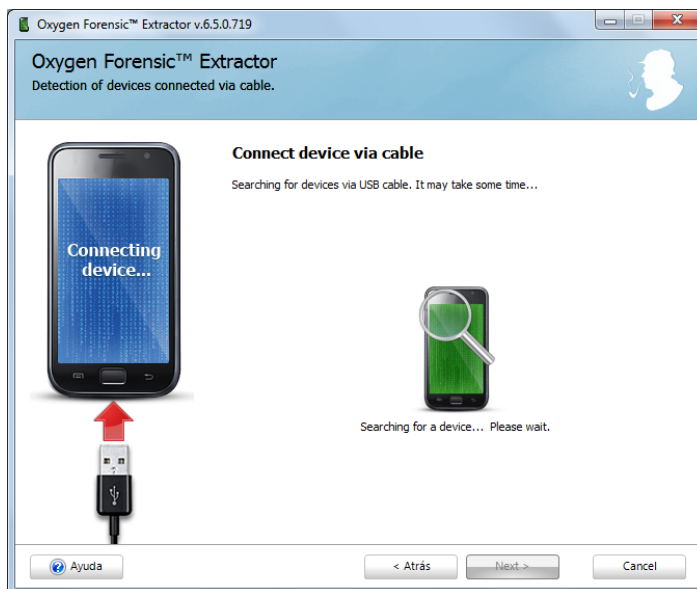 Oxygen Forensic™ Extractor v.6.5.0.719
Oxygen Forensic™ Extractor
Detection of devices connected via cable.
Connect device via cable
Searching for devices via USB cable. It may take some time...
Connecting
device...
Searching for a device... Please wait.
Ayuda
< Atrás
Next >
Cancel